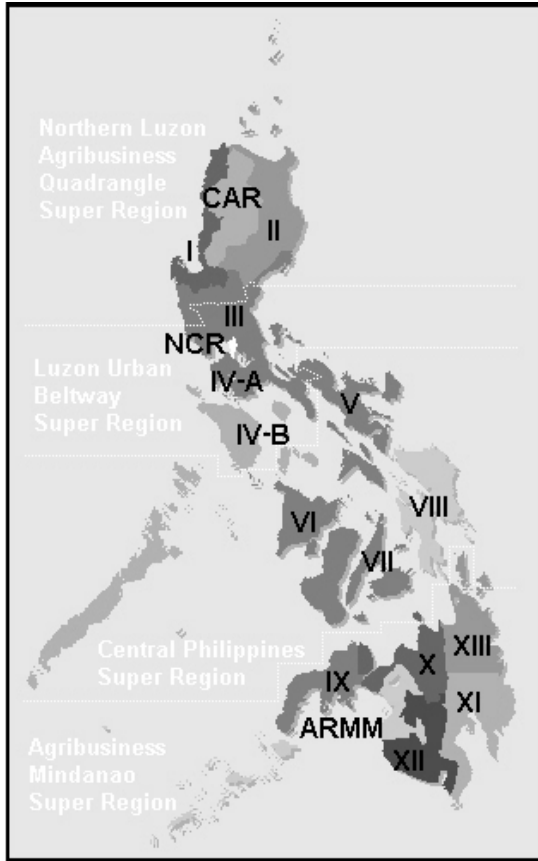 Northern Luzon
Agribusiness
Quadrangle
Super Region
CAR
II
I
III
NCR
Luzon Urban
Beltway
Super Region
IV-A
V
IV-B
VIII
VI
VII
Central Philippines
Super Region
XIII
X
IX
XI
ARMM
Agribusiness
Mindanao
Super Region
XII